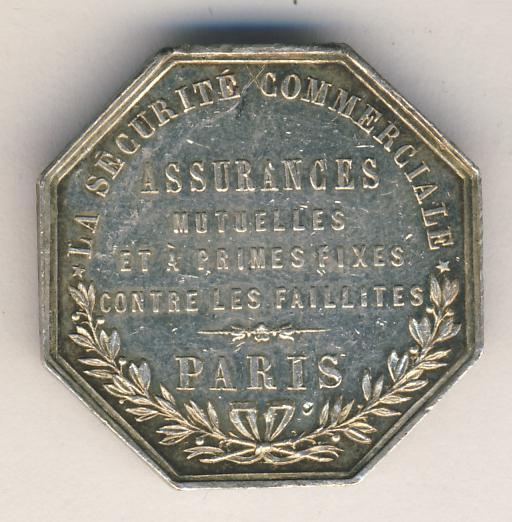 * LA SÉCURITÉ COMMERCIALE *
ASSURANCES
MUTUELLES
ET À PRIMES FIXES
CONTRE LES FAILLITES
PARIS